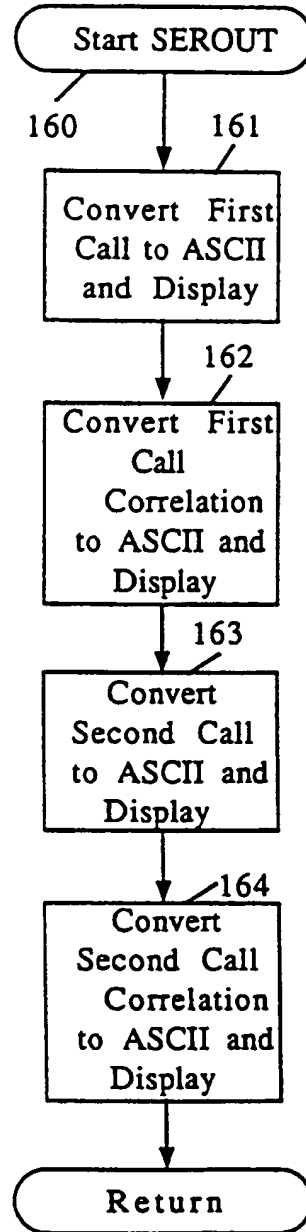 Start SEROUT
160
161
Convert First
Call to ASCII
and Display
162
Convert First
Call
Correlation
to ASCII and
Display
163
Convert
Second Call
to ASCII and
Display
164
Convert
Second Call
Correlation
to ASCII and
Display
Return